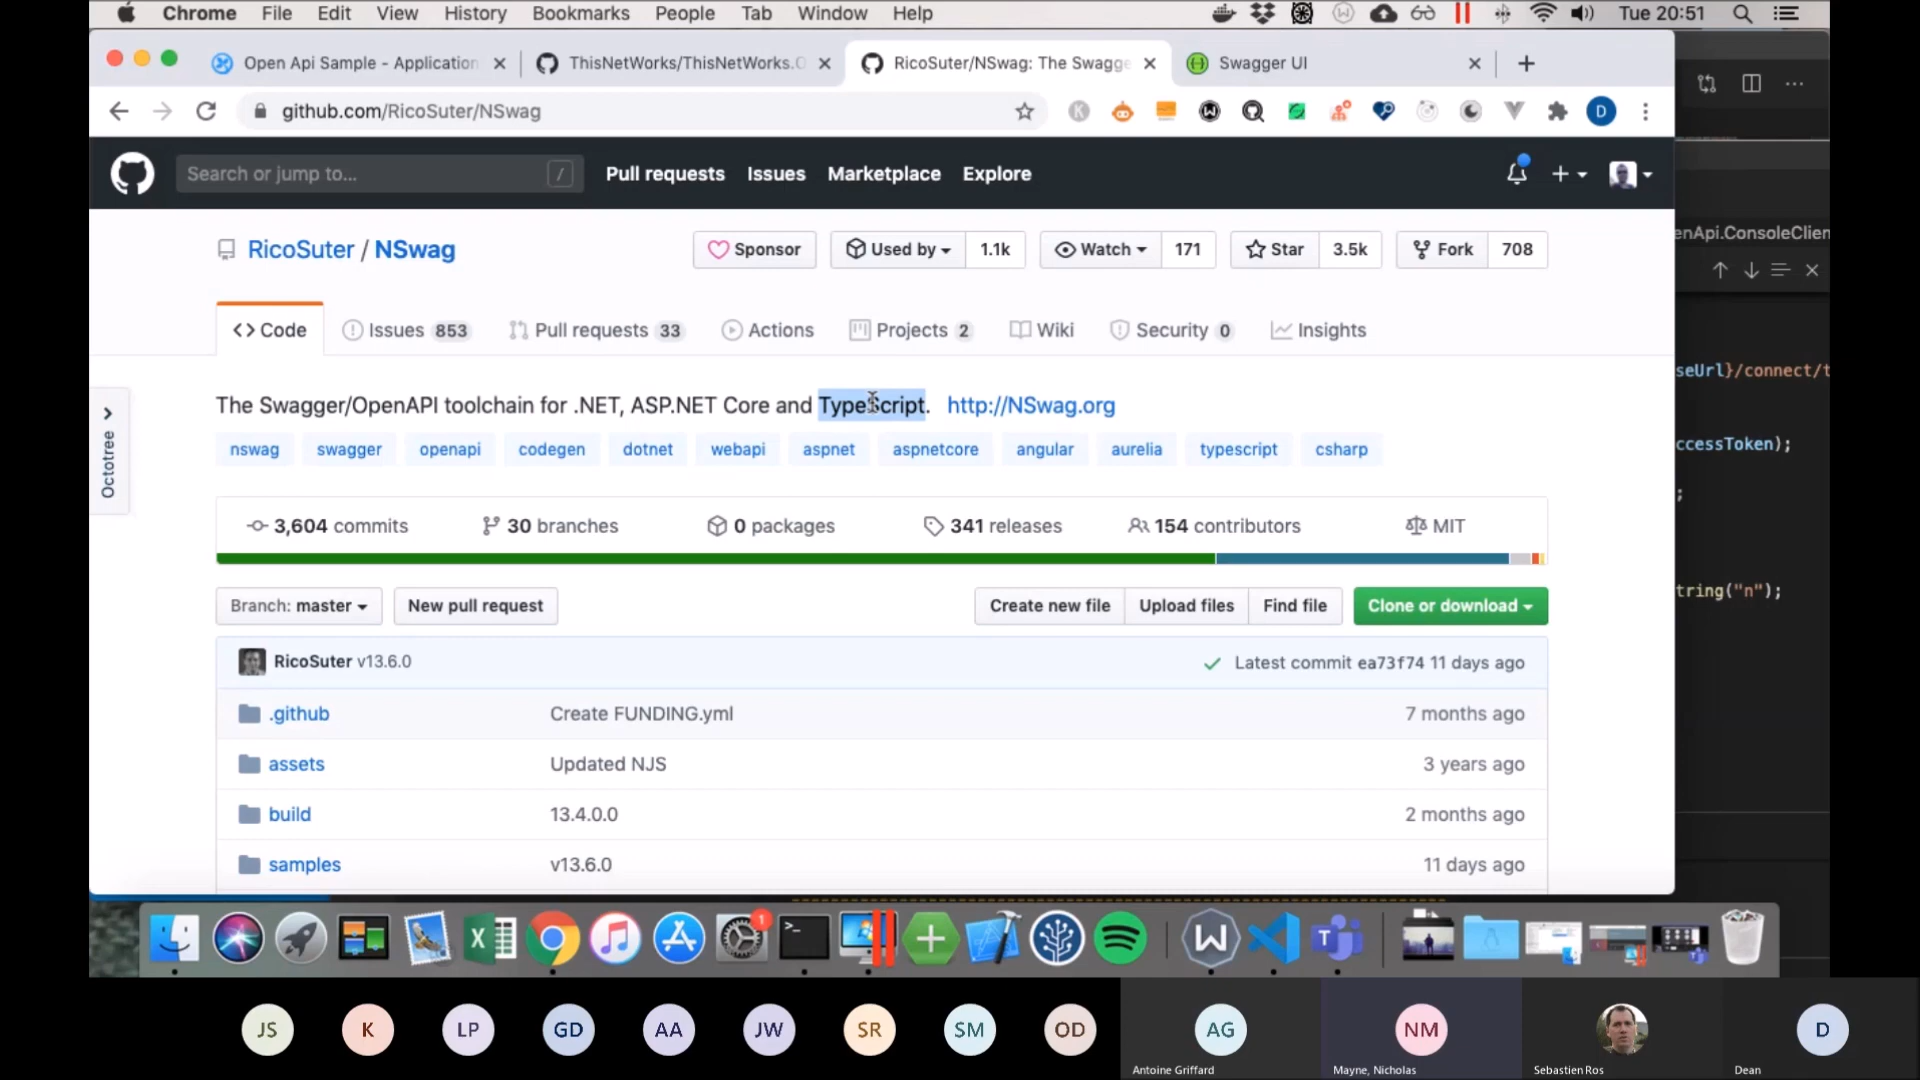 Chrome File Edit View History Bookmarks People Tab Window Help Tue 20:51
Open Api Sample - Application ThisNetWorks/ThisNetWorks.O RicoSuter/NSwag: The Swagge Swagger UI
github.com/RicoSuter/NSwag D
Search or jump to... / Pull requests Issues Marketplace Explore
enApi.ConsoleClien
RicoSuter / NSwag Sponsor Used by 1.1k Watch 171 Star 3.5k Fork 708
Code Issues 853 Pull requests 33 Actions Projects 2 Wiki Security 0 Insights
seUrl}/connect/t
The Swagger/OpenAPI toolchain for .NET, ASP.NET Core and TypeScript. http://NSwag.org
Octotree
nswag swagger openapi codegen dotnet webapi aspnet aspnetcore angular aurelia typescript csharp
ccessToken);
;
3,604 commits 30 branches 0 packages 341 releases 154 contributors MIT
tring("n");
Branch: master New pull request Create new file Upload files Find file Clone or download
RicoSuter v13.6.0 Latest commit ea73f74 11 days ago
.github Create FUNDING.yml 7 months ago
assets Updated NJS 3 years ago
build 13.4.0.0 2 months ago
samples v13.6.0 11 days ago
1
JS K LP GD AA JW SR SM OD AG NM D
Antoine Griffard Mayne, Nicholas Sebastien Ros Dean